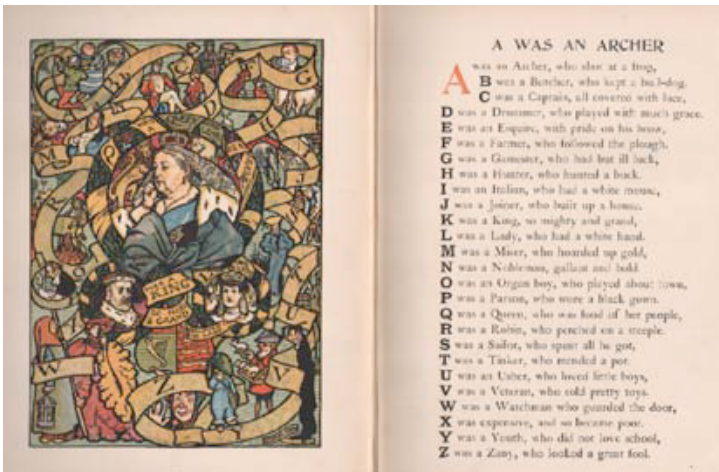 A WAS AN ARCHER
A was an Archer, who shot at a frog,
B was a Butcher, who kept a bull-dog.
C was a Captain, all covered with lace,
D was a Drummer, who played with much grace.
E was an Esquire, with pride on his brow,
F was a Farmer, who followed the plough.
G was a Gamester, who had but ill luck,
H was a Hunter, who hunted a buck.
I was an Italian, who had a white mouse,
J was a Joiner, who built up a house.
K was a King, so mighty and grand,
L was a Lady, who had a white hand.
M was a Miser, who hoarded up gold,
N was a Nobleman, gallant and bold.
O was an Organ boy, who played about town,
P was a Parson, who wore a black gown.
Q was a Queen, who was fond of her people,
R was a Robin, who perched on a steeple.
S was a Sailor, who spent all he got,
T was a Tinker, who mended a pot.
U was an Usher, who loved little boys,
V was a Veteran, who sold pretty toys.
W was a Watchman who guarded the door,
X was expensive, and so became poor.
Y was a Youth, who did not love school,
Z was a Zany, who looked a great fool.
KING
W
Z
V